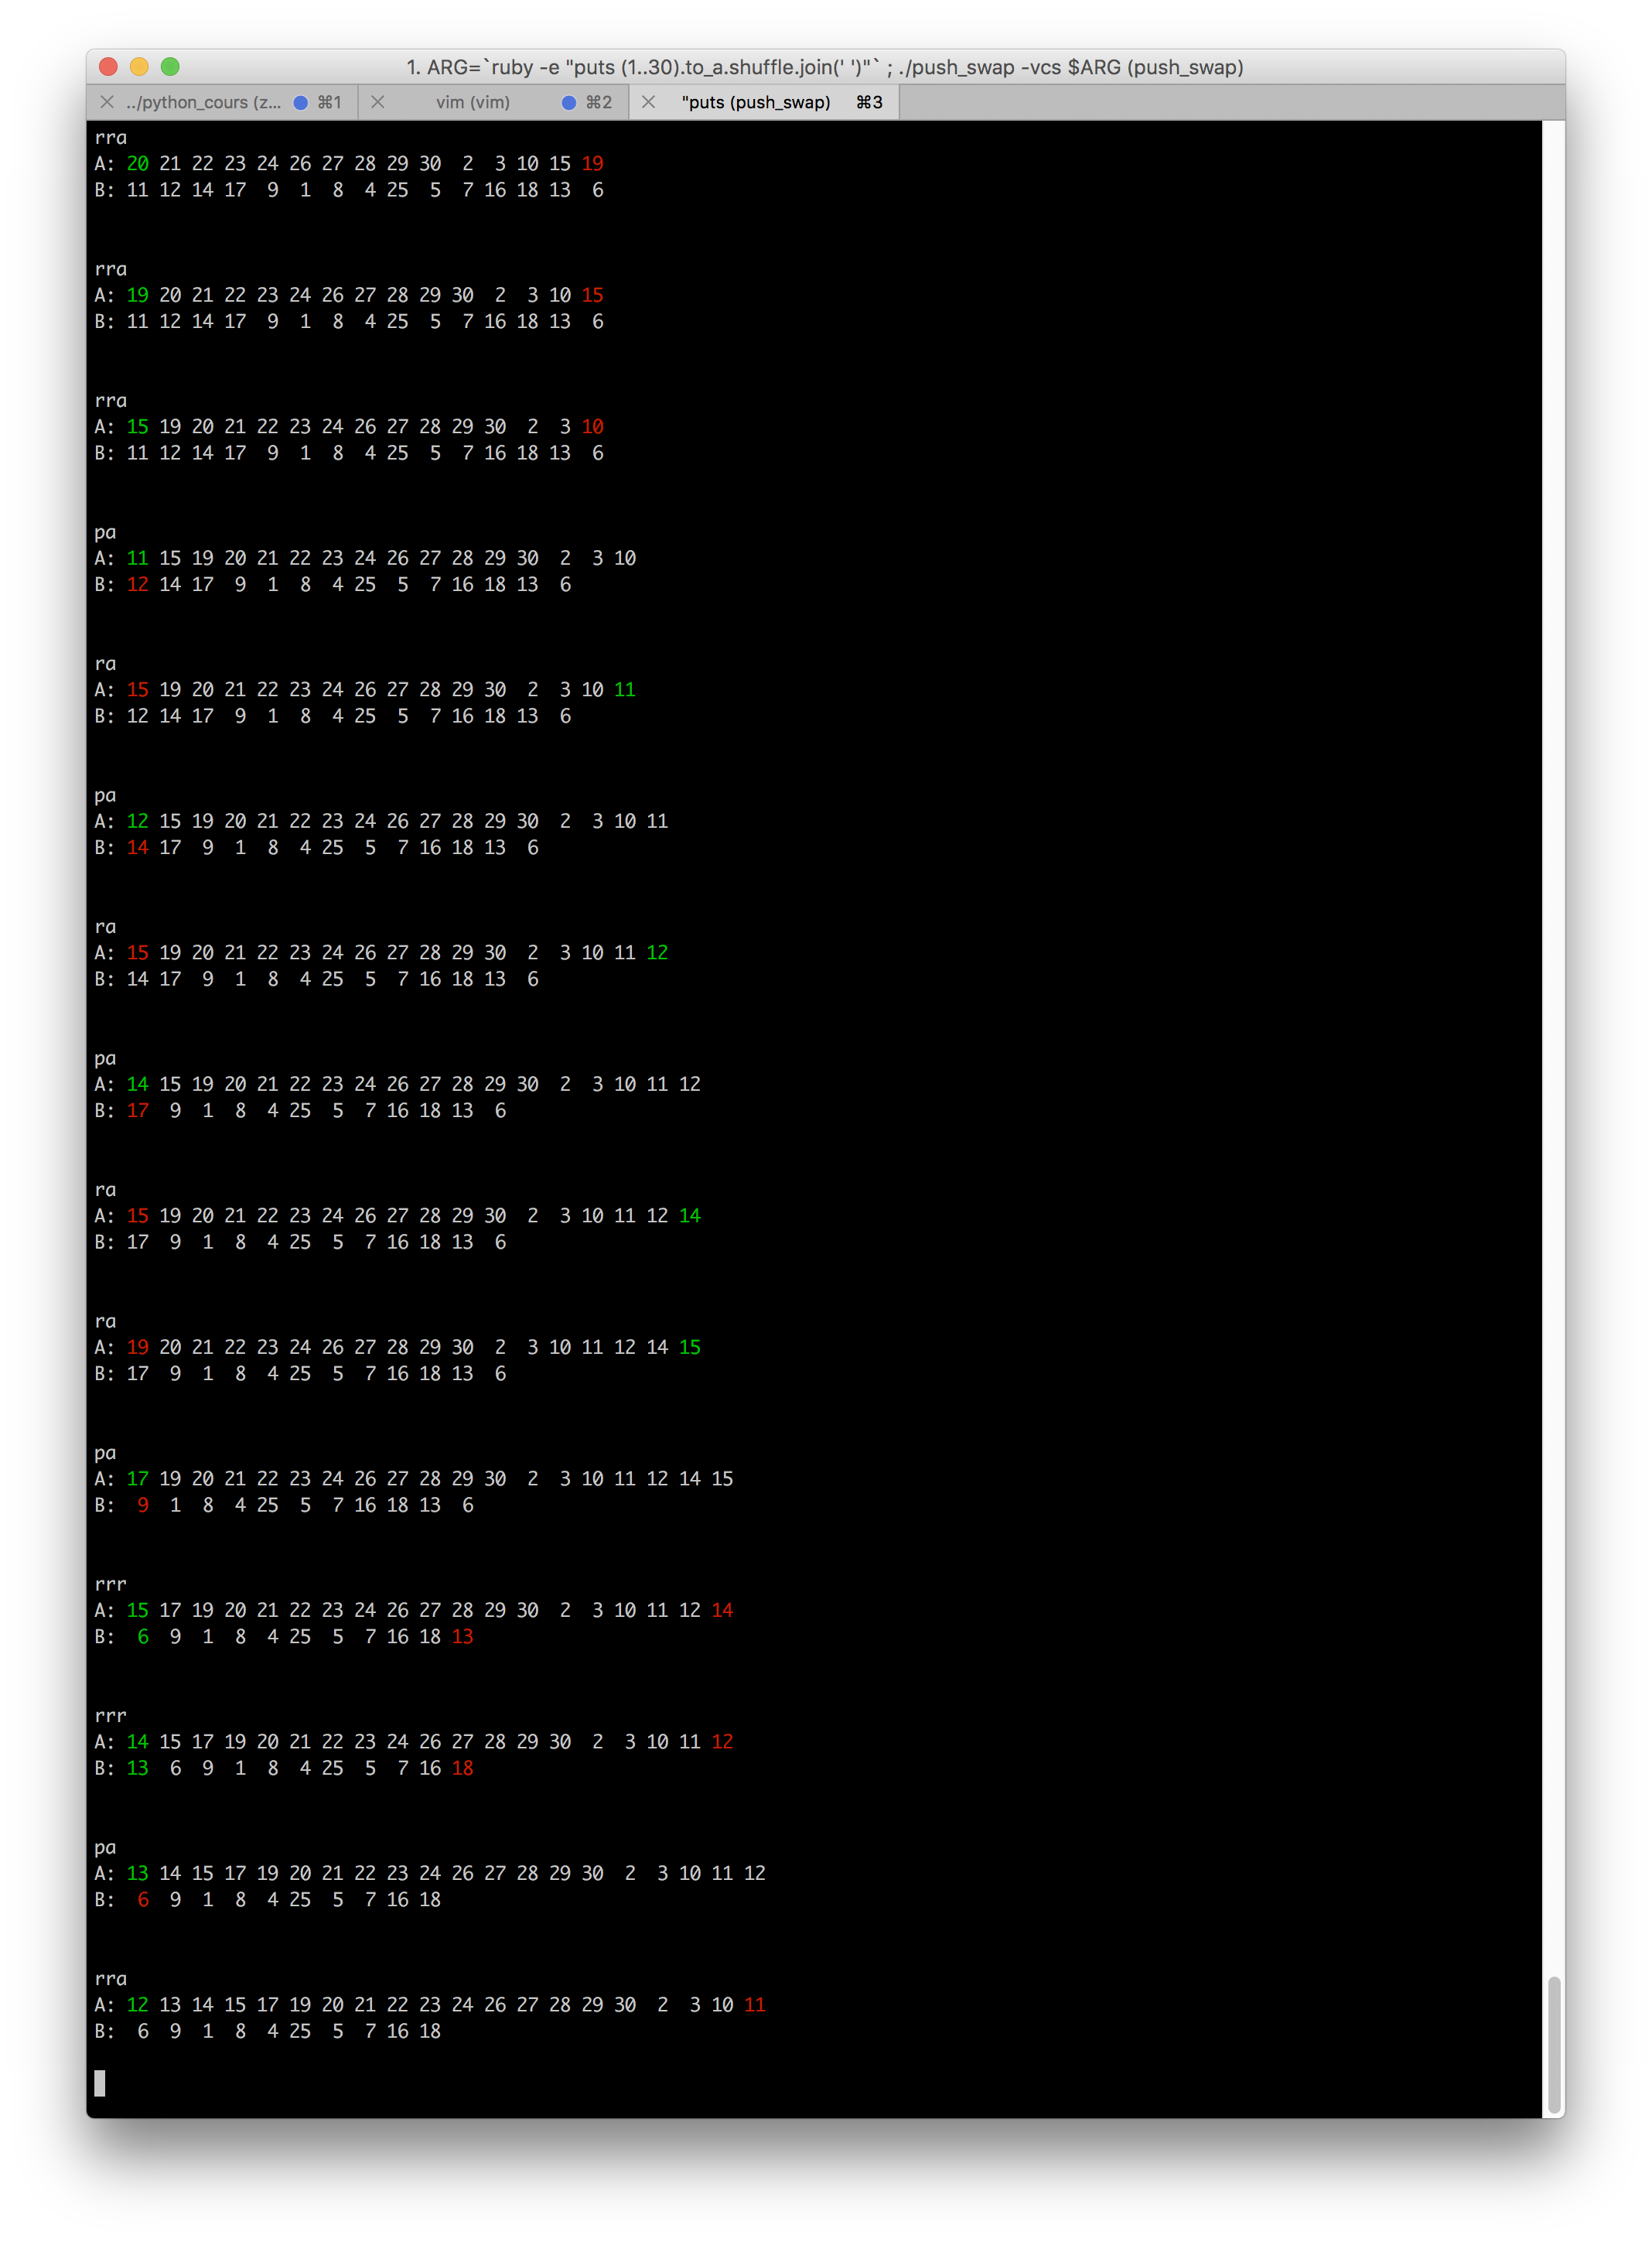 1. ARG=`ruby -e "puts (1..30).to_a.shuffle.join(' ')"` ; ./push_swap -vcs $ARG (push_swap)
../python_cours (z... ⌘1 vim (vim) ⌘2 "puts (push_swap) ⌘3
rra
A: 20 21 22 23 24 26 27 28 29 30 2 3 10 15 19
B: 11 12 14 17 9 1 8 4 25 5 7 16 18 13 6
rra
A: 19 20 21 22 23 24 26 27 28 29 30 2 3 10 15
B: 11 12 14 17 9 1 8 4 25 5 7 16 18 13 6
rra
A: 15 19 20 21 22 23 24 26 27 28 29 30 2 3 10
B: 11 12 14 17 9 1 8 4 25 5 7 16 18 13 6
pa
A: 11 15 19 20 21 22 23 24 26 27 28 29 30 2 3 10
B: 12 14 17 9 1 8 4 25 5 7 16 18 13 6
ra
A: 15 19 20 21 22 23 24 26 27 28 29 30 2 3 10 11
B: 12 14 17 9 1 8 4 25 5 7 16 18 13 6
pa
A: 12 15 19 20 21 22 23 24 26 27 28 29 30 2 3 10 11
B: 14 17 9 1 8 4 25 5 7 16 18 13 6
ra
A: 15 19 20 21 22 23 24 26 27 28 29 30 2 3 10 11 12
B: 14 17 9 1 8 4 25 5 7 16 18 13 6
pa
A: 14 15 19 20 21 22 23 24 26 27 28 29 30 2 3 10 11 12
B: 17 9 1 8 4 25 5 7 16 18 13 6
ra
A: 15 19 20 21 22 23 24 26 27 28 29 30 2 3 10 11 12 14
B: 17 9 1 8 4 25 5 7 16 18 13 6
ra
A: 19 20 21 22 23 24 26 27 28 29 30 2 3 10 11 12 14 15
B: 17 9 1 8 4 25 5 7 16 18 13 6
pa
A: 17 19 20 21 22 23 24 26 27 28 29 30 2 3 10 11 12 14 15
B: 9 1 8 4 25 5 7 16 18 13 6
rrr
A: 15 17 19 20 21 22 23 24 26 27 28 29 30 2 3 10 11 12 14
B: 6 9 1 8 4 25 5 7 16 18 13
rrr
A: 14 15 17 19 20 21 22 23 24 26 27 28 29 30 2 3 10 11 12
B: 13 6 9 1 8 4 25 5 7 16 18
pa
A: 13 14 15 17 19 20 21 22 23 24 26 27 28 29 30 2 3 10 11 12
B: 6 9 1 8 4 25 5 7 16 18
rra
A: 12 13 14 15 17 19 20 21 22 23 24 26 27 28 29 30 2 3 10 11
B: 6 9 1 8 4 25 5 7 16 18